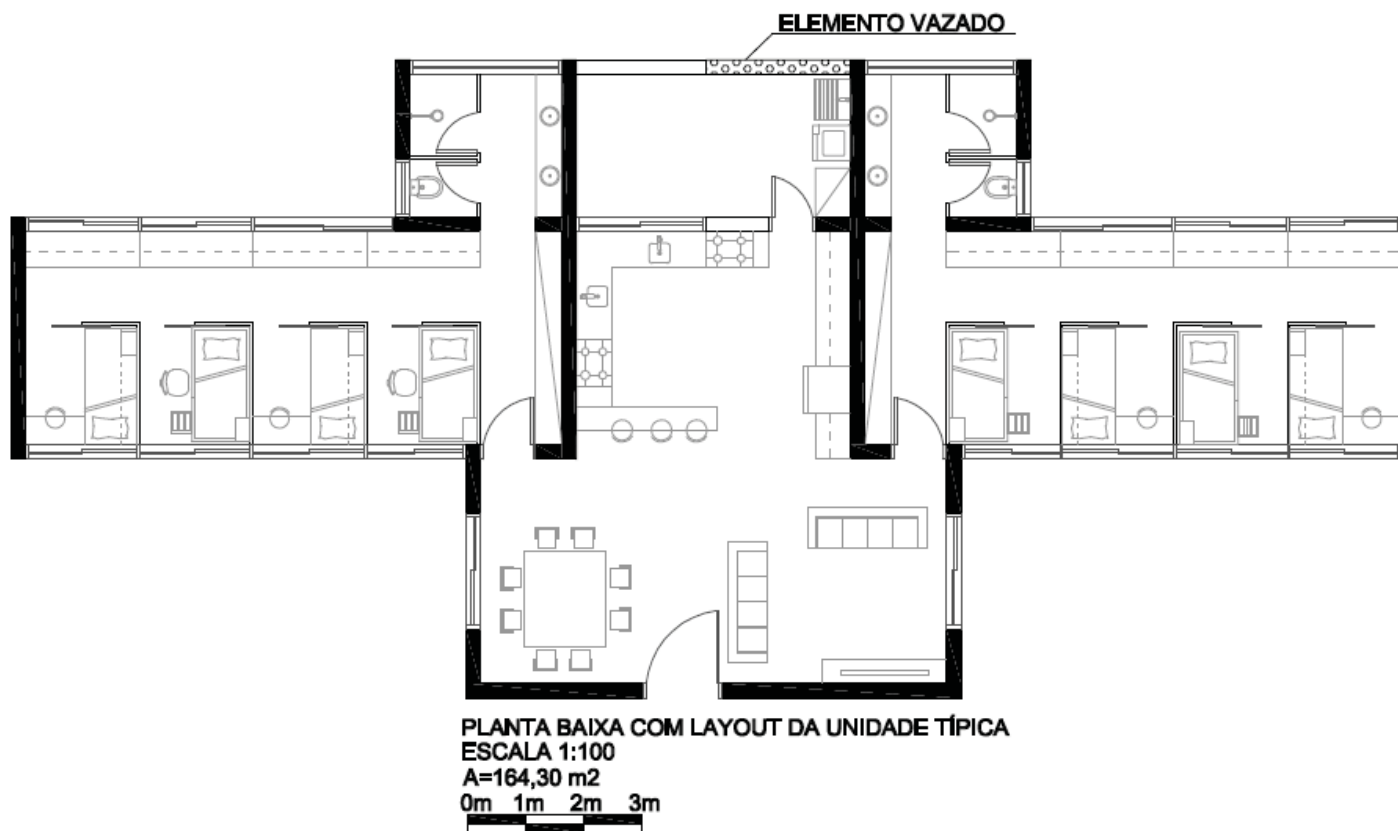 ELEMENTO VAZADO
PLANTA BAIXA COM LAYOUT DA UNIDADE TÍPICA
ESCALA 1:100
A=164,30 m2
0m 1m 2m 3m